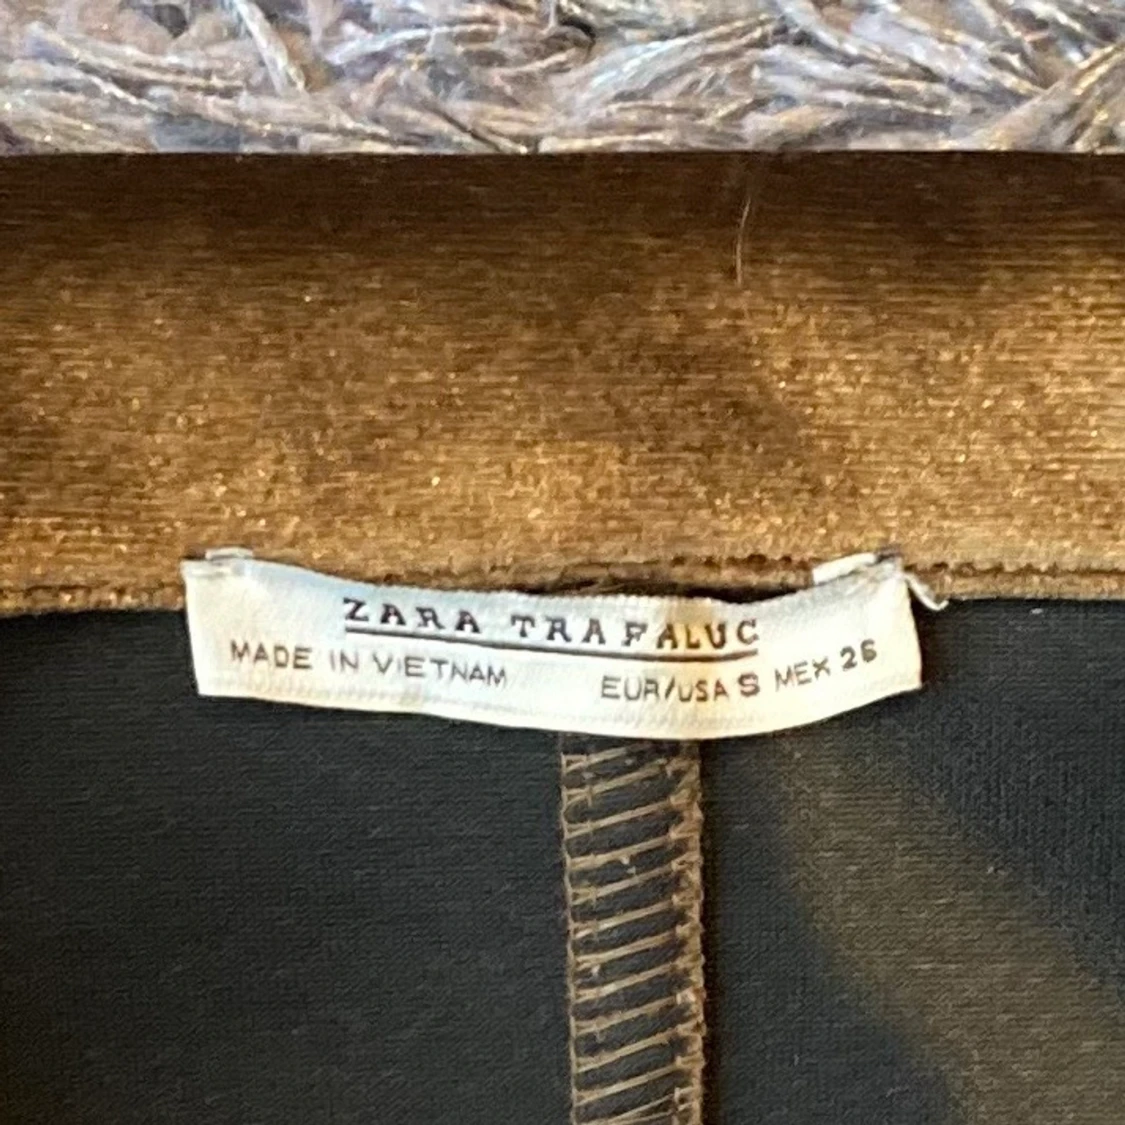 ZARA TRAFALUC
MADE IN VIETNAM EUR/USA S MEX 26